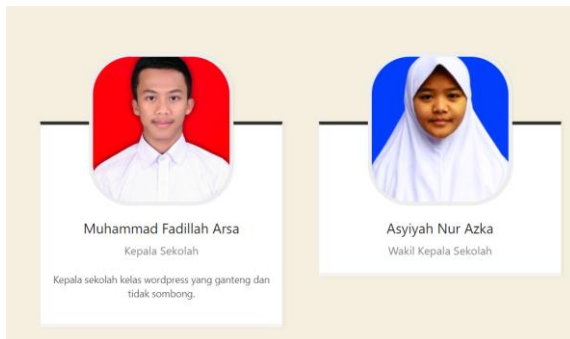 Muhammad Fadillah Arsa
Kepala Sekolah
Kepala sekolah kelas wordpress yang ganteng dan
tidak sombong.
Asyiyah Nur Azka
Wakil Kepala Sekolah